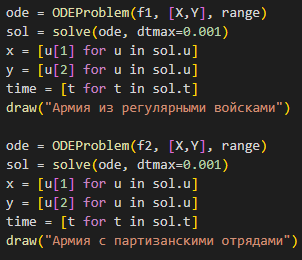 ode = ODEProblem(f1, [X,Y], range)
sol = solve(ode, dtmax=0.001)
x = [u[1] for u in sol.u]
y = [u[2] for u in sol.u]
time = [t for t in sol.t]
draw("Армия из регулярными войсками")
ode = ODEProblem(f2, [X,Y], range)
sol = solve(ode, dtmax=0.001)
x = [u[1] for u in sol.u]
y = [u[2] for u in sol.u]
time = [t for t in sol.t]
draw("Армия с партизанскими отрядами")